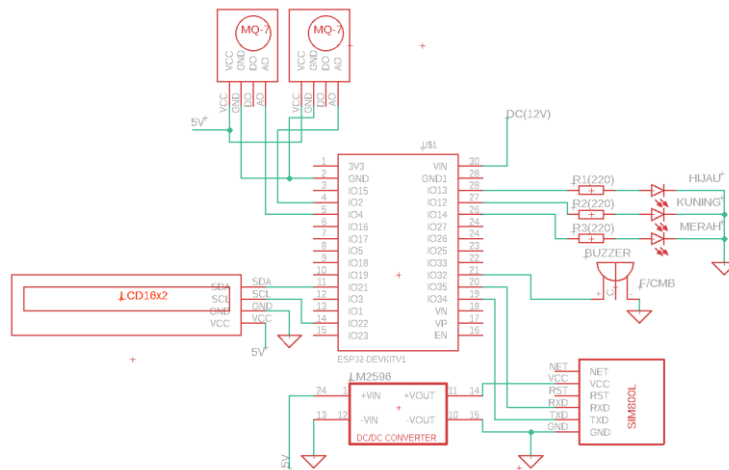 MQ-7
MQ-7
VCC
GND
DO
AO
VCC
GND
DO
AO
VCC
GND
DO
AO
VCC
GND
DO
AO
5V
DC(12V)
U$1
1 3V3 VIN 30
2 GND GND1 28
3 IO15 IO13 28
4 IO2 IO12 27
5 IO4 IO14 26
6 IO16 IO27 24
7 IO17 IO26 24
8 IO5 IO25 23
9 IO18 IO33 22
10 IO19 IO32 21
11 IO21 IO35 20
12 IO3 IO34 19
13 IO1 VN 18
14 IO22 VP 17
15 IO23 EN 16
ESP32-DEVKITV1
R1(220)
HIJAU
R2(220)
KUNING
R3(220)
MERAH
BUZZER
F/CMB
LCD16x2
SDA SDA
SCL SCL
GND GND
VCC VCC
5V
LM2596
24 1 +VIN +VOUT 11 14
13 12 -VIN -VOUT 10 15
DC/DC CONVERTER
5V
NET NET
VCC VCC
RST RST
RXD RXD
TXD TXD
GND GND
SIM800L